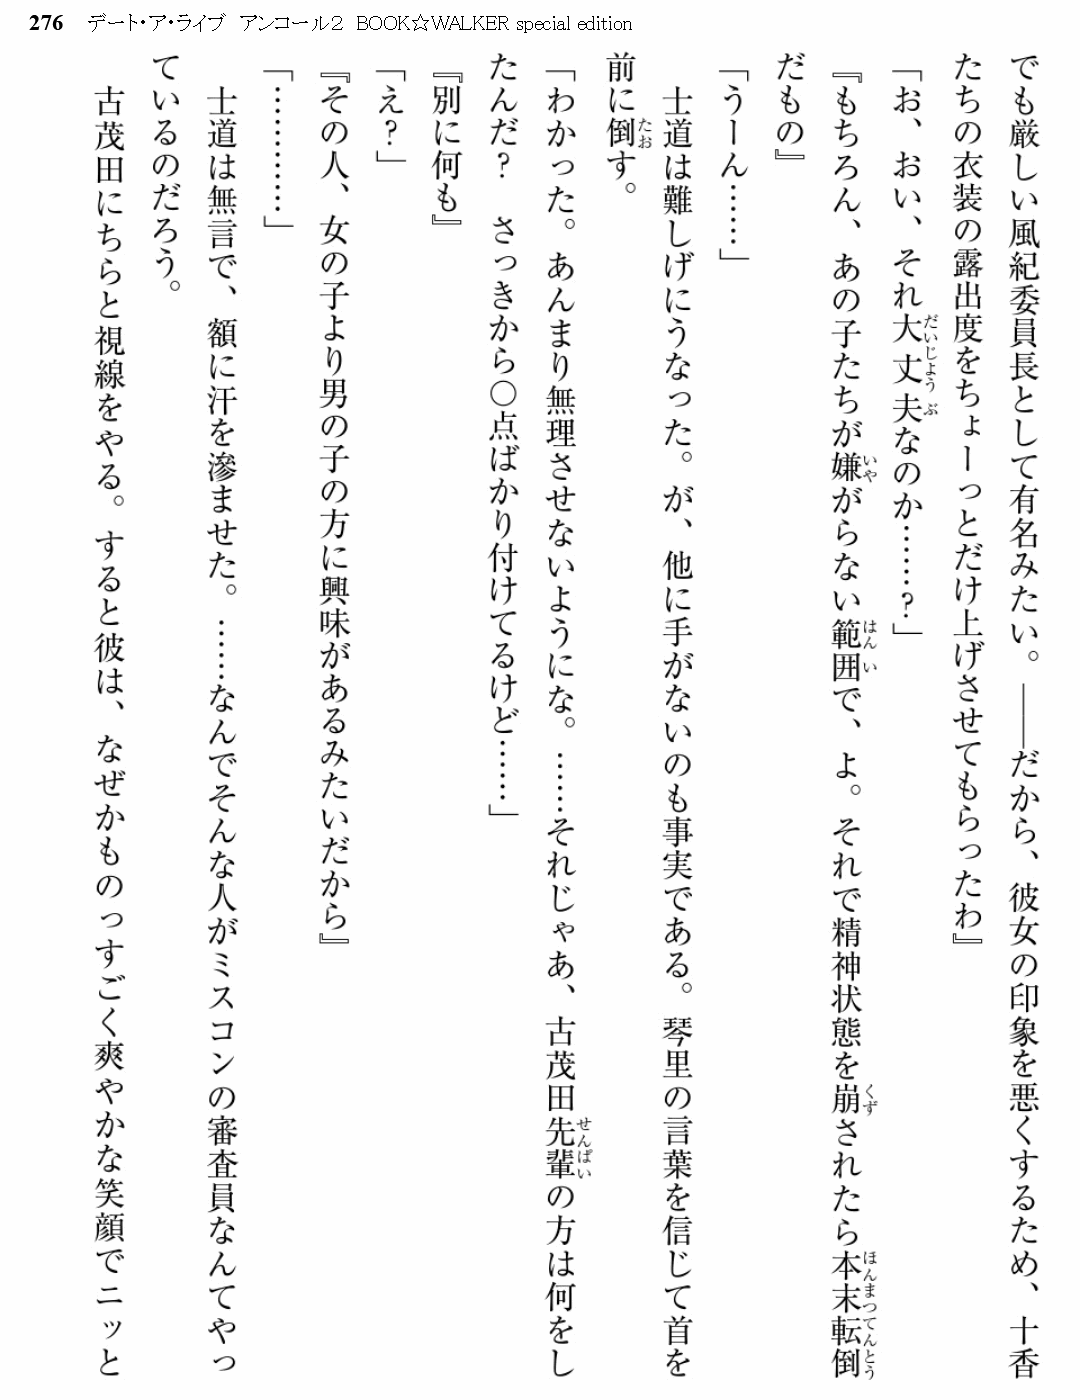 276 デート・ア・ライブ アンコール2 BOOK☆WALKER special edition
でも厳しい風紀委員長として有名みたい。――だから、彼女の印象を悪くするため、十香
たちの衣装の露出度をちょーっとだけ上げさせてもらったわ』
「お、おい、それ大丈夫なのか……？」
『もちろん、あの子たちが嫌がらない範囲で、よ。それで精神状態を崩されたら本末転倒
だもの』
「うーん……」
　士道は難しげにうなった。が、他に手がないのも事実である。琴里の言葉を信じて首を
前に倒す。
「わかった。あんまり無理させないようにな。……それじゃあ、古茂田先輩の方は何をし
たんだ？　さっきから〇点ばかり付けてるけど……」
『別に何も』
「え？」
『その人、女の子より男の子の方に興味があるみたいだから』
「…………」
　士道は無言で、額に汗を滲ませた。……なんでそんな人がミスコンの審査員なんてやっ
ているのだろう。
　古茂田にちらと視線をやる。すると彼は、なぜかものっすごく爽やかな笑顔でニッと